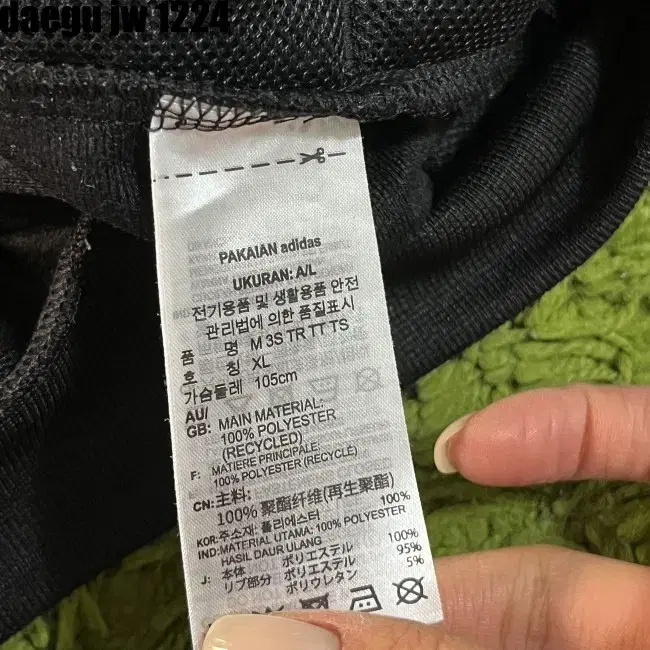 daegu jw 1224
PAKAIAN adidas
UKURAN: A/L
전기용품 및 생활용품 안전
관리법에 의한 품질표시
품 명 M 3S TR TT TS
호 칭 XL
가슴둘레 105cm
AU/
GB: MAIN MATERIAL:
100% POLYESTER
(RECYCLED)
F: MATIERE PRINCIPALE:
100% POLYESTER (RECYCLÉ)
CN: 主料:
100% 聚酯纤维(再生聚酯)
KOR: 주소재: 폴리에스터 100%
IND: MATERIAL UTAMA: 100% POLYESTER
HASIL DAUR ULANG
J: 本体 ポリエステル 100%
リブ部分 ポリエステル 95%
ポリウレタン 5%